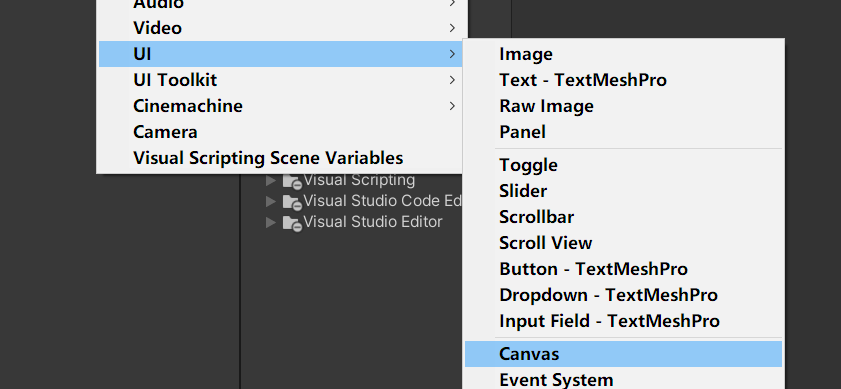 Audio
Video
UI
UI Toolkit
Cinemachine
Camera
Visual Scripting Scene Variables
Visual Scripting
Visual Studio Code Ed
Visual Studio Editor
Image
Text - TextMeshPro
Raw Image
Panel
Toggle
Slider
Scrollbar
Scroll View
Button - TextMeshPro
Dropdown - TextMeshPro
Input Field - TextMeshPro
Canvas
Event System